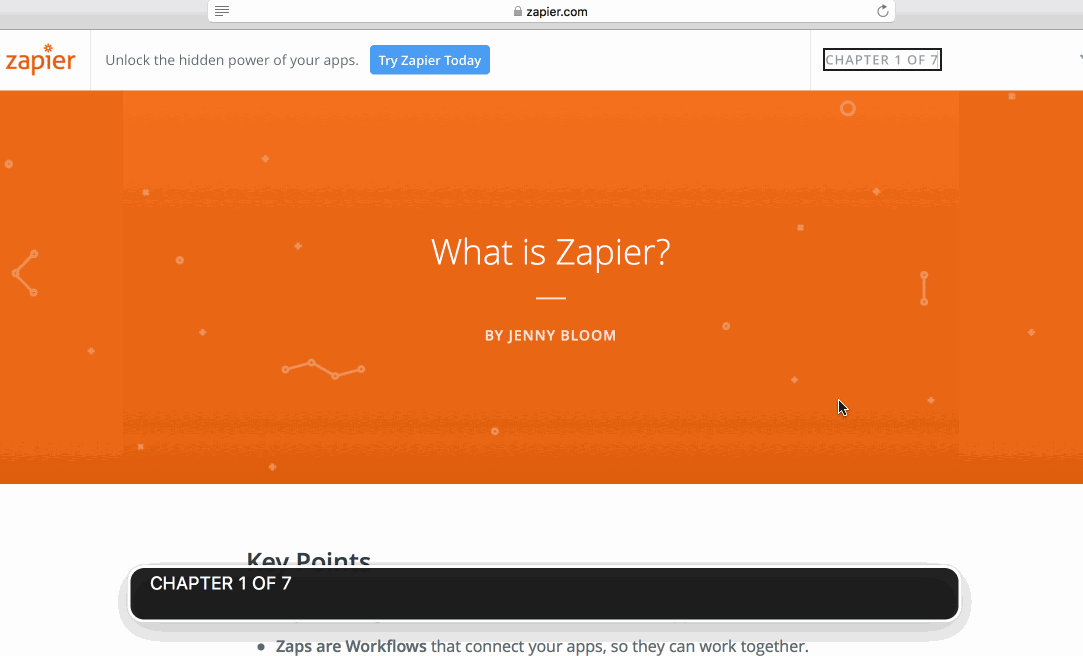 zapier.com
zapier
Unlock the hidden power of your apps.
Try Zapier Today
CHAPTER 1 OF 7
What is Zapier?
BY JENNY BLOOM
Key Points
CHAPTER 1 OF 7
Zaps are Workflows that connect your apps, so they can work together.